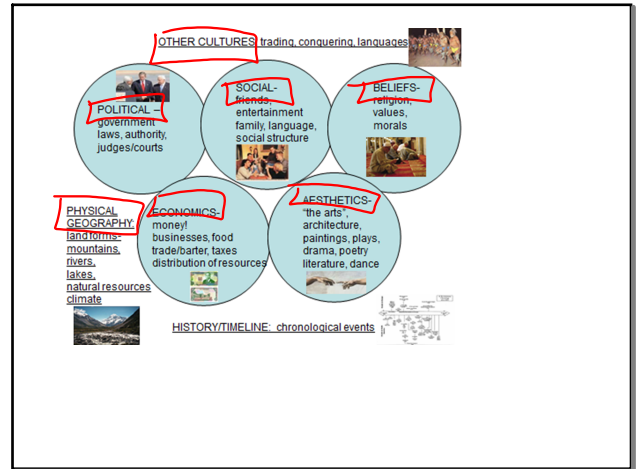 OTHER CULTURES: trading, conquering, languages
POLITICAL –
government
laws, authority,
judges/courts
SOCIAL-
friends,
entertainment
family, language,
social structure
BELIEFS-
religion,
values,
morals
PHYSICAL
GEOGRAPHY:
land forms-
mountains,
rivers,
lakes,
natural resources
climate
ECONOMICS-
money!
businesses, food
trade/barter, taxes
distribution of resources
AESTHETICS-
"the arts",
architecture,
paintings, plays,
drama, poetry
literature, dance
HISTORY/TIMELINE: chronological events